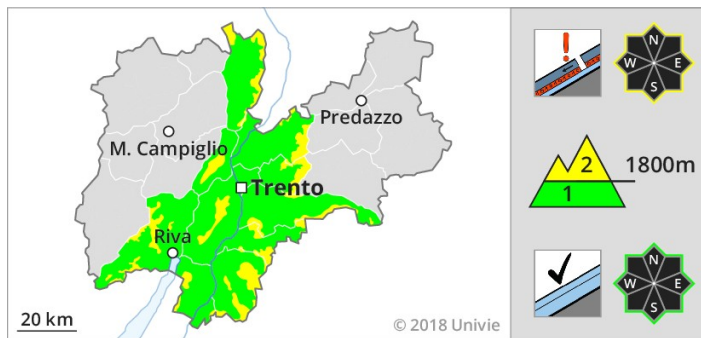 M. Campiglio
Predazzo
Trento
Riva
20 km
© 2018 Univie
!
N
W E
S
2
1
1800m
N
W E
S